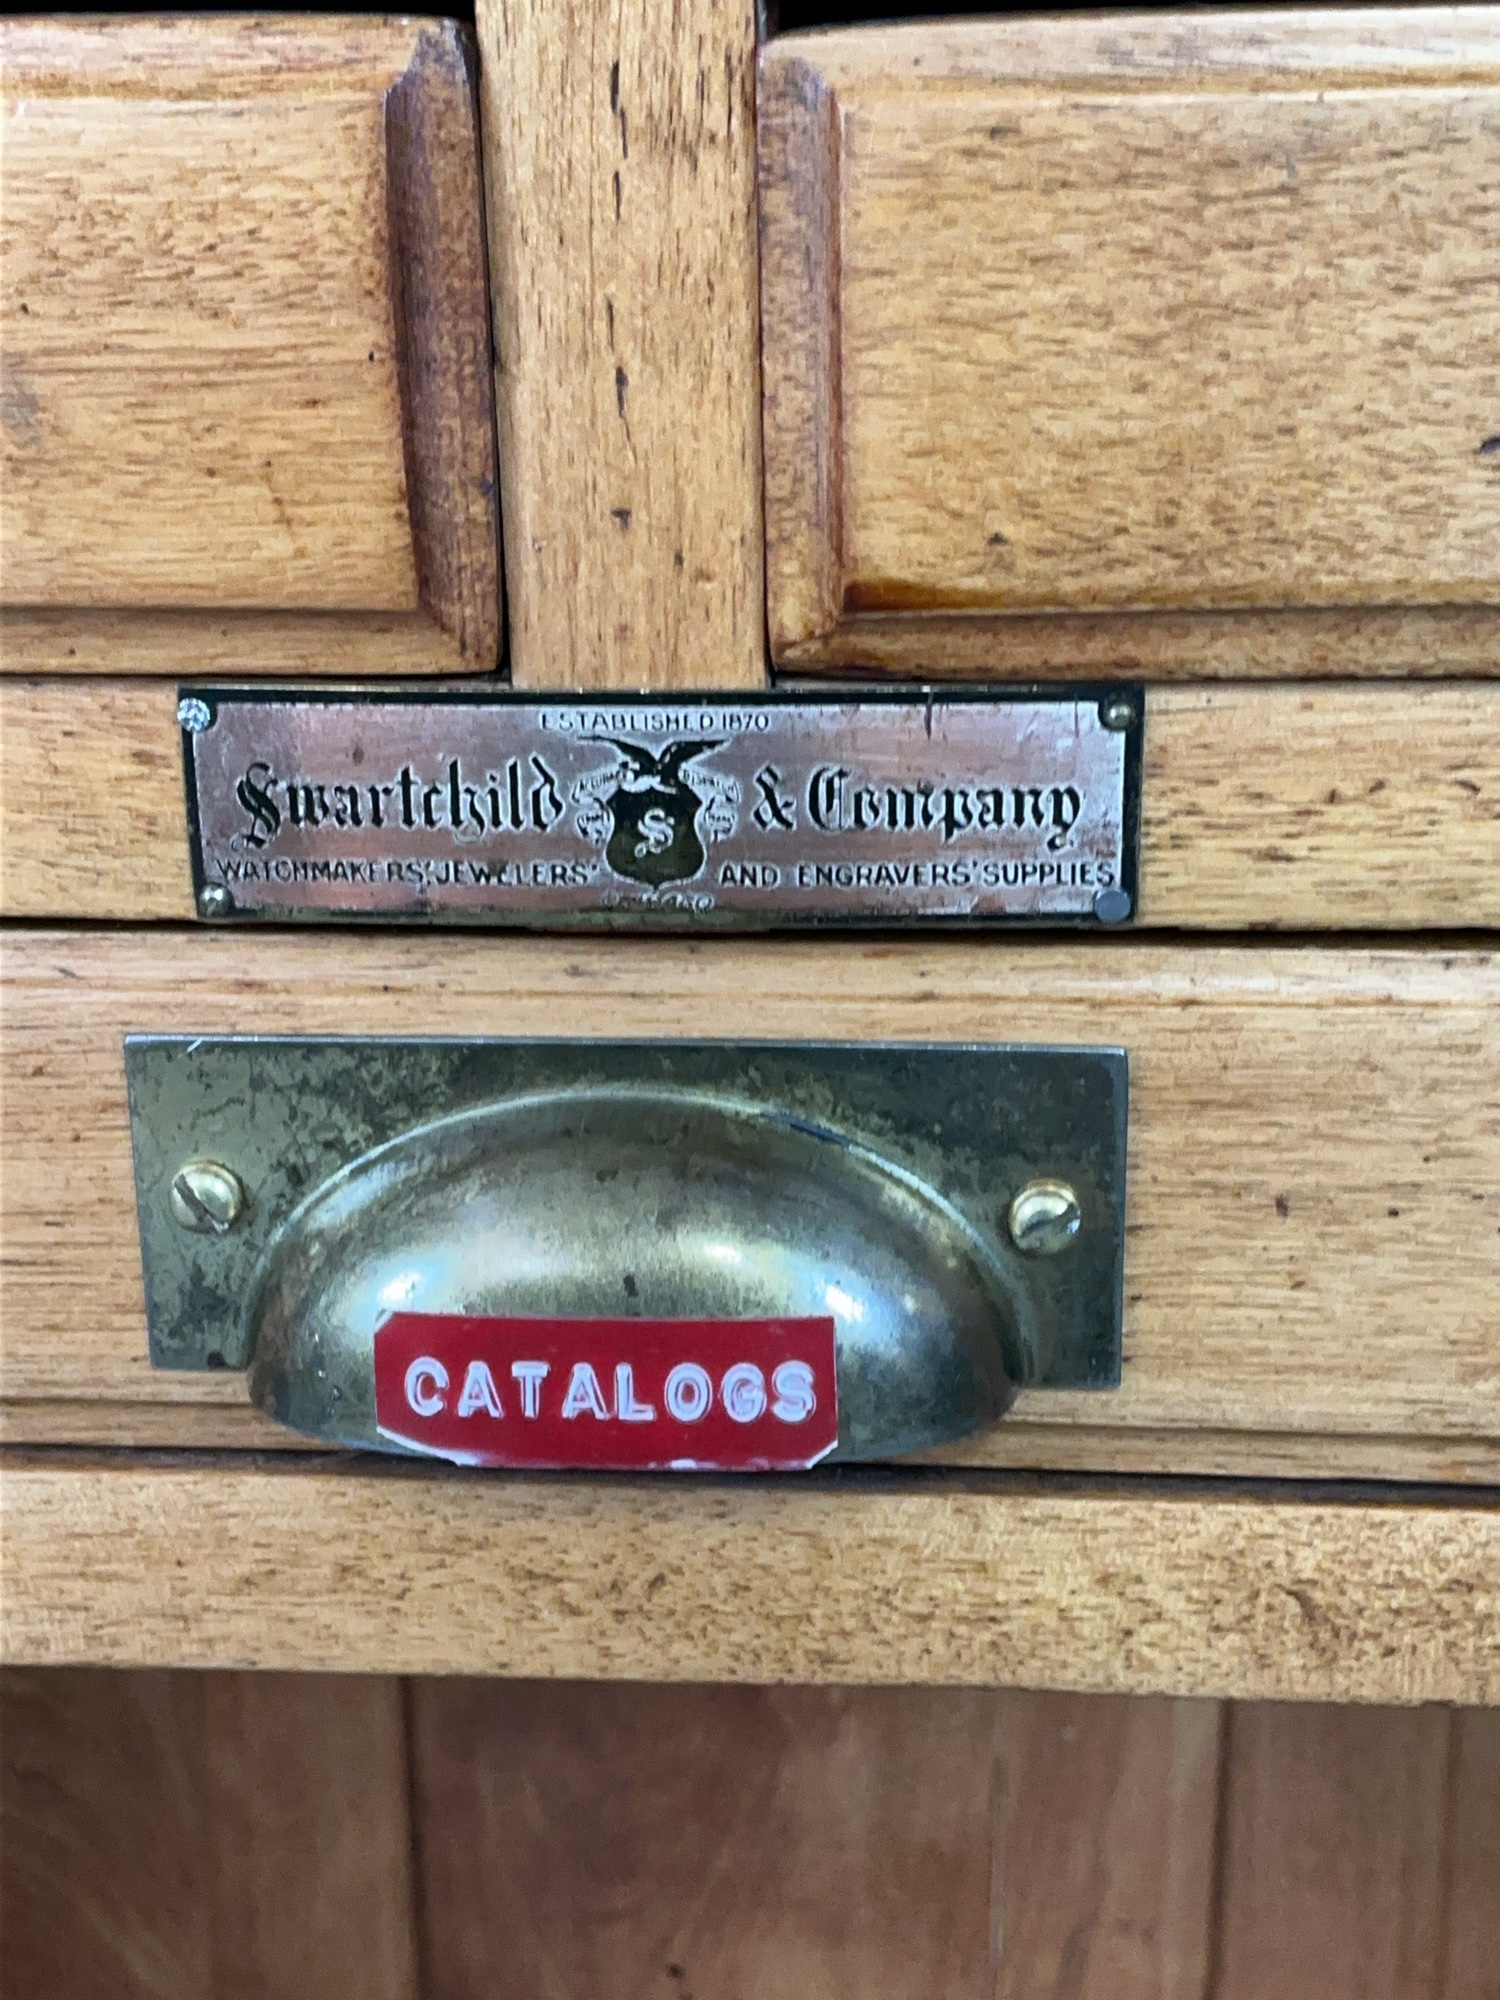 ESTABLISHED 1870
Swartchild & Company
S
WATCHMAKERS' JEWELERS' AND ENGRAVERS' SUPPLIES
CATALOGS